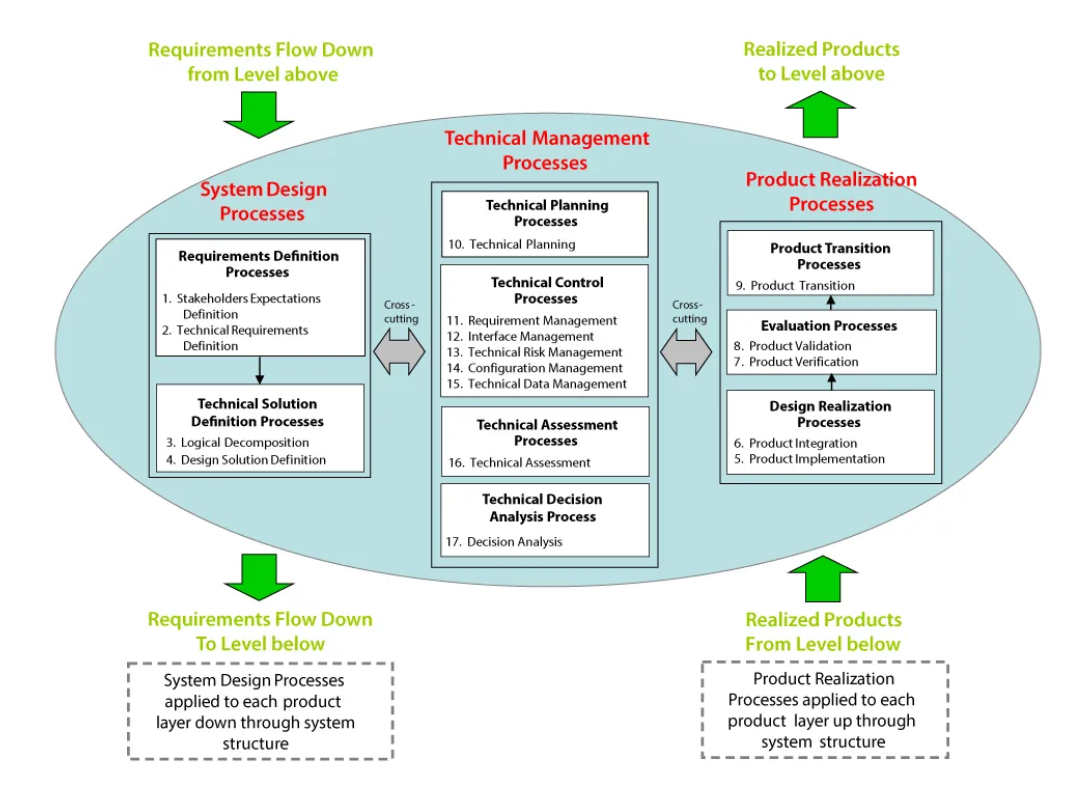 Requirements Flow Down
from Level above
Realized Products
to Level above
Technical Management
Processes
System Design
Processes
Product Realization
Processes
Requirements Definition
Processes
1. Stakeholders Expectations
Definition
2. Technical Requirements
Definition
Technical Solution
Definition Processes
3. Logical Decomposition
4. Design Solution Definition
Cross-
cutting
Technical Planning
Processes
10. Technical Planning
Technical Control
Processes
11. Requirement Management
12. Interface Management
13. Technical Risk Management
14. Configuration Management
15. Technical Data Management
Technical Assessment
Processes
16. Technical Assessment
Technical Decision
Analysis Process
17. Decision Analysis
Cross-
cutting
Product Transition
Processes
9. Product Transition
Evaluation Processes
8. Product Validation
7. Product Verification
Design Realization
Processes
6. Product Integration
5. Product Implementation
Requirements Flow Down
To Level below
System Design Processes
applied to each product
layer down through system
structure
Realized Products
From Level below
Product Realization
Processes applied to each
product layer up through
system structure